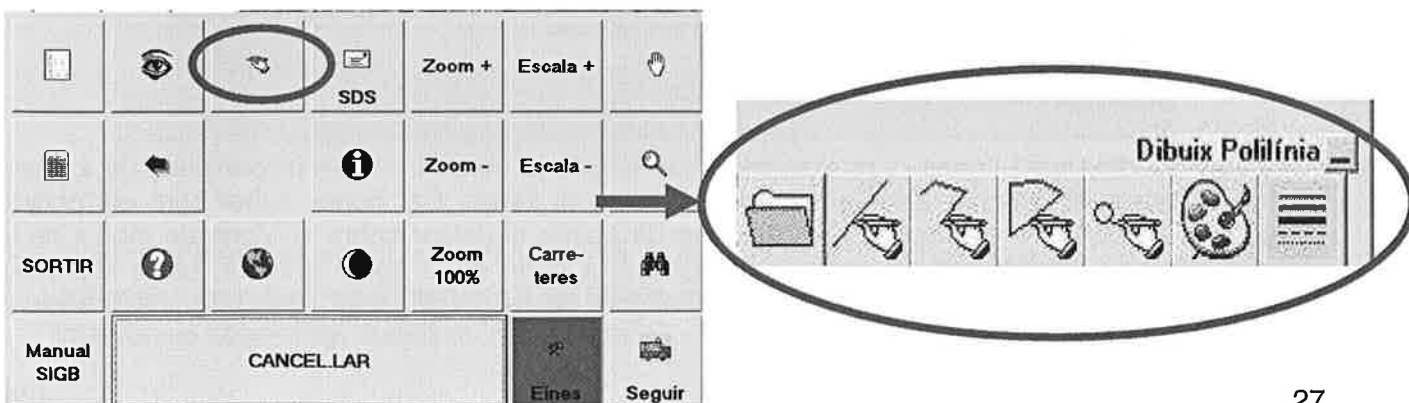 SDS
Zoom +
Escala +
Zoom -
Escala -
SORTIR
Zoom
100%
Carre-
teres
Manual
SIGB
CANCEL.LAR
Eines
Seguir
Dibuix Polilínia
27